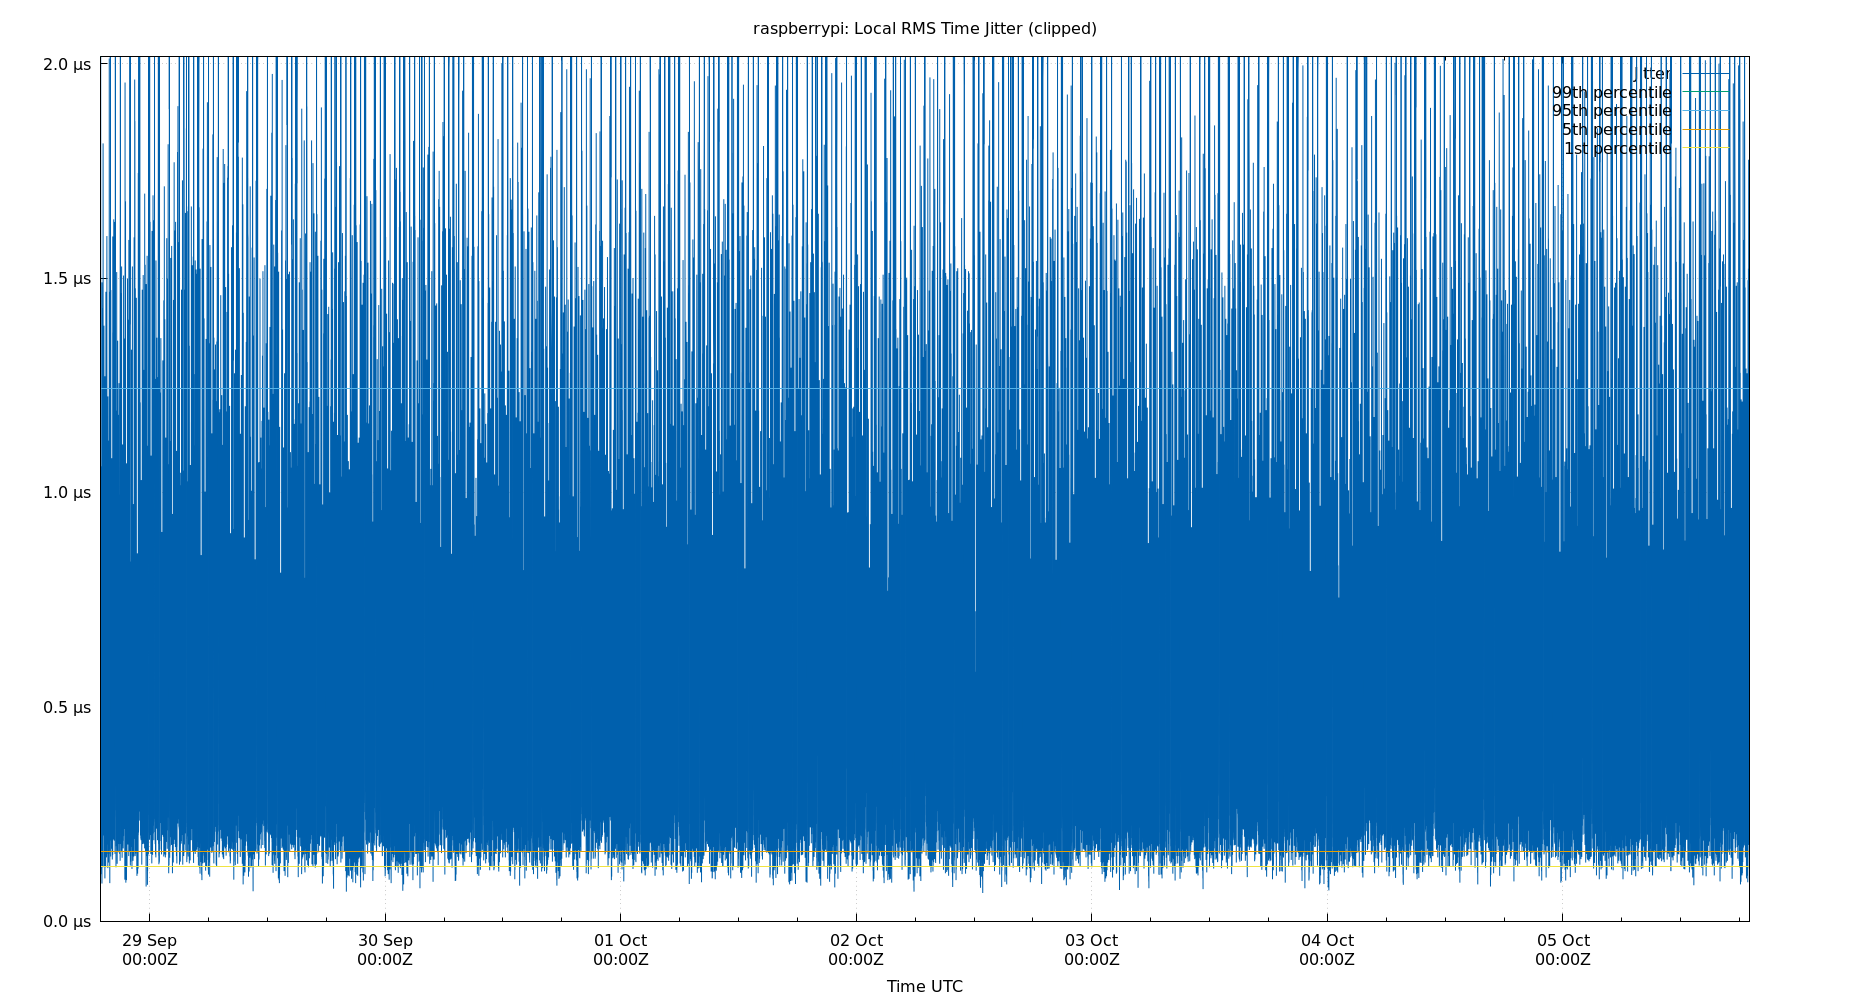 raspberrypi: Local RMS Time Jitter (clipped)
2.0 µs
1.5 µs
1.0 µs
0.5 µs
0.0 µs
jitter
99th percentile
95th percentile
5th percentile
1st percentile
29 Sep
00:00Z
30 Sep
00:00Z
01 Oct
00:00Z
02 Oct
00:00Z
03 Oct
00:00Z
04 Oct
00:00Z
05 Oct
00:00Z
Time UTC